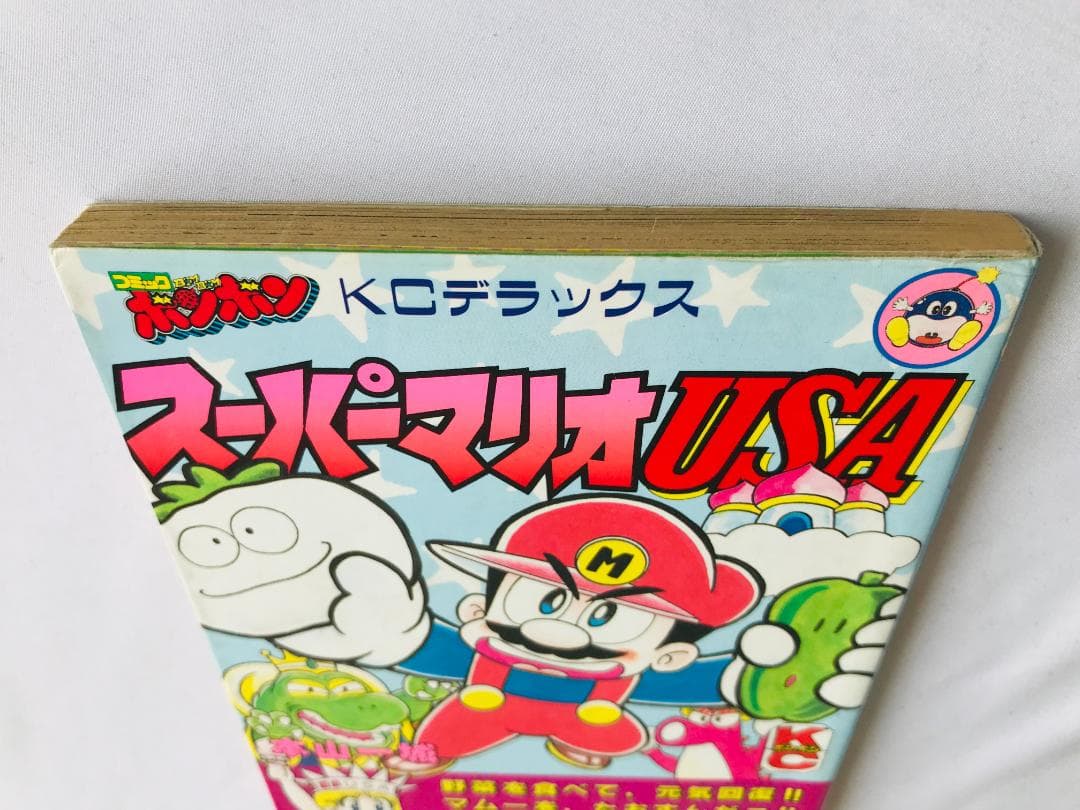 コミック
ボンボン
KCデラックス
スーパーマリオUSA
M
本山一城
K
C
野菜を食べて、元気回復!!